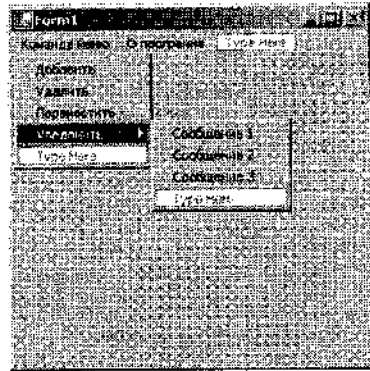 Form1
Команды меню О программе Type Here
Добавить
Удалить
Переместить
Уведомить
Type Here
Сообщение 1
Сообщение 2
Сообщение 3
Type Here